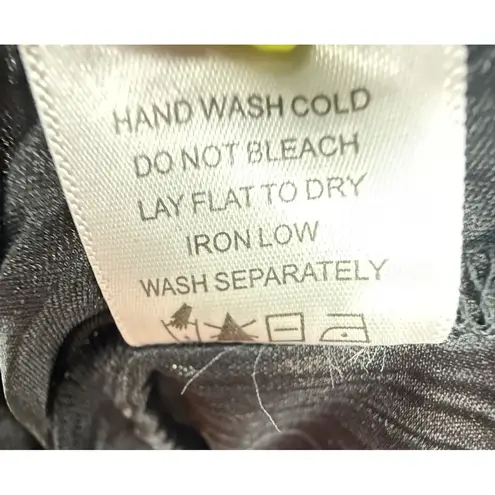 HAND WASH COLD
DO NOT BLEACH
LAY FLAT TO DRY
IRON LOW
WASH SEPARATELY